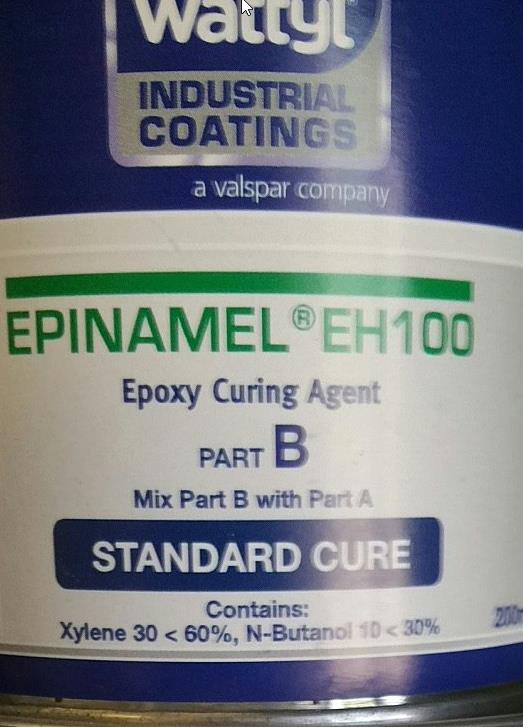 Wattyl
INDUSTRIAL
COATINGS
a valspar company
EPINAMEL® EH100
Epoxy Curing Agent
PART B
Mix Part B with Part A
STANDARD CURE
Contains:
Xylene 30 < 60%, N-Butanol 10 < 30%